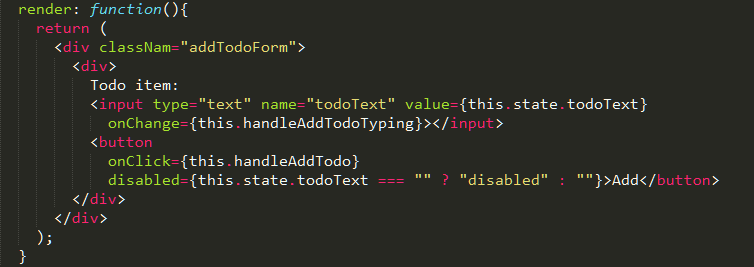 render: function(){
return (
<div classNam="addTodoForm">
<div>
Todo item:
<input type="text" name="todoText" value={this.state.todoText}
onChange={this.handleAddTodoTyping}></input>
<button
onClick={this.handleAddTodo}
disabled={this.state.todoText === "" ? "disabled" : ""}>Add</button>
</div>
</div>
);
}